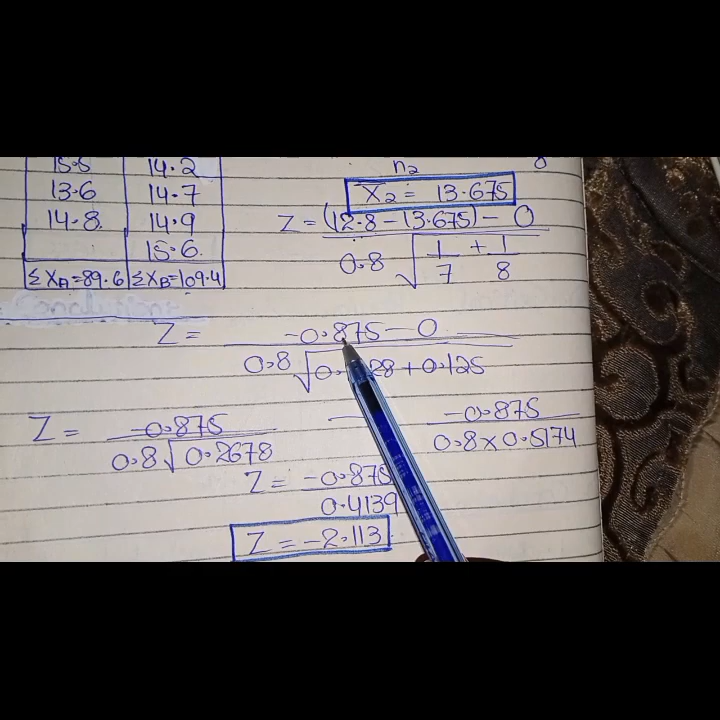 15.5 14.2 n2 8
13.6 14.7 X̄2 = 13.675
14.8. 14.9 Z = (12.8 - 13.675) - 0
15.6. 0.8 √ 1/7 + 1/8
ΣXA = 89.6 ΣXB = 109.4
Z = -0.875 - 0
0.8 √ 28 + 0.125
Z = -0.875 -0.875
0.8 √ 0.2678 0.8 × 0.5174
Z = -0.875
0.4139
Z = -2.113